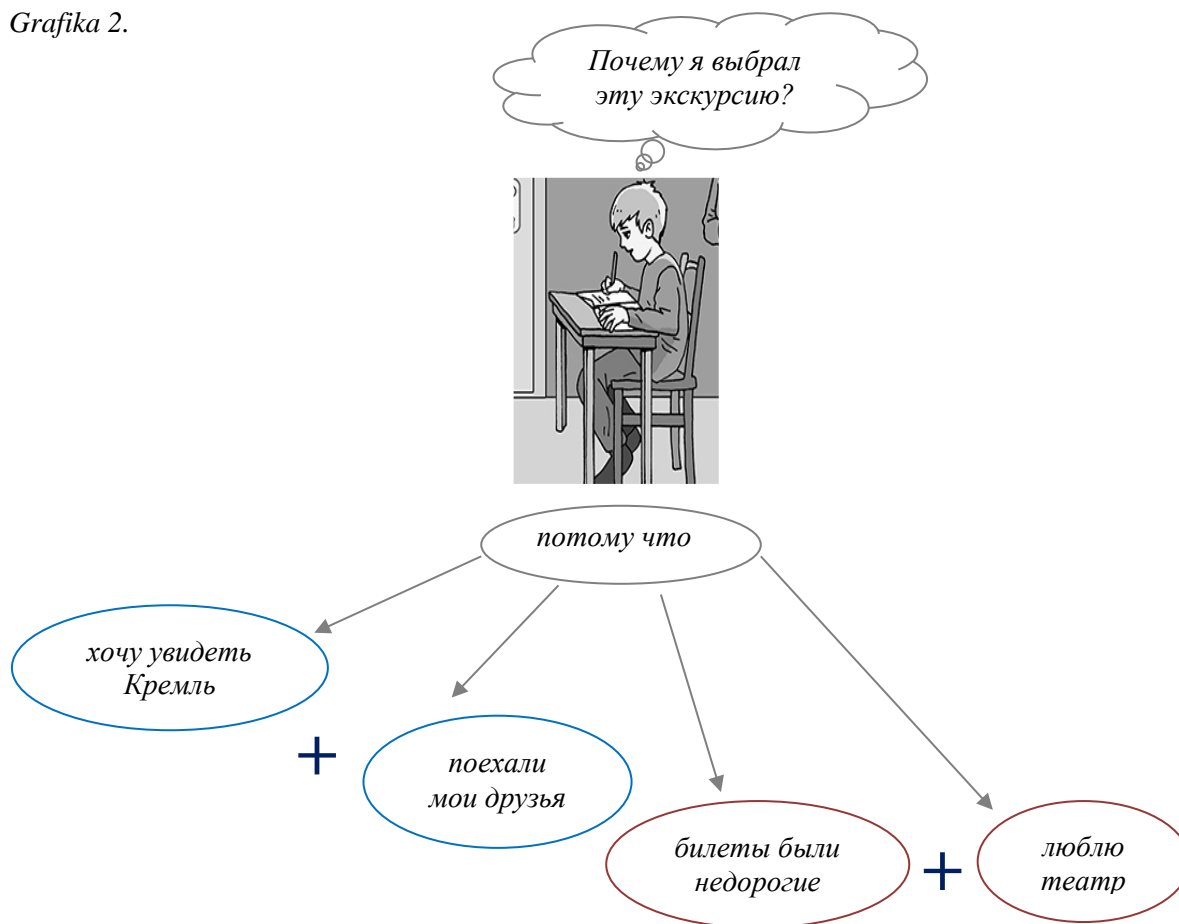 Grafika 2.
Почему я выбрал
эту экскурсию?
потому что
хочу увидеть
Кремль
+
поехали
мои друзья
билеты были
недорогие
+
люблю
театр